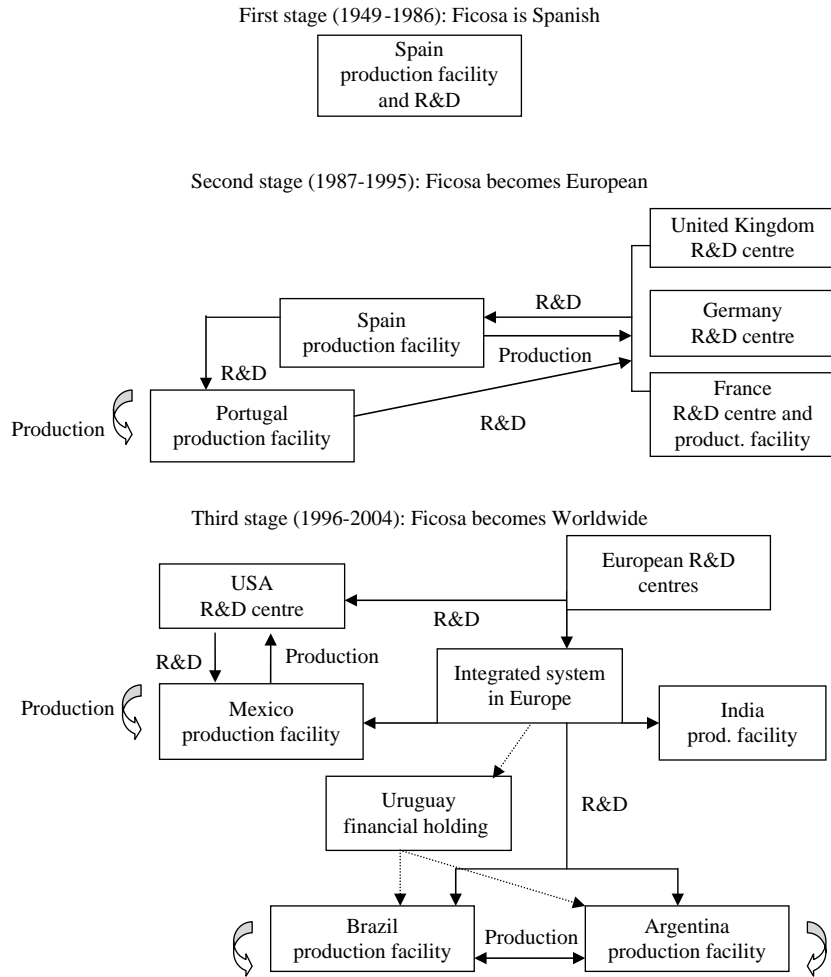 First stage (1949-1986): Ficosa is Spanish
Spain
production facility
and R&D
Second stage (1987-1995): Ficosa becomes European
United Kingdom
R&D centre
R&D
Germany
R&D centre
Spain
production facility
Production
R&D
France
R&D centre and
product. facility
Portugal
production facility
Production
R&D
Third stage (1996-2004): Ficosa becomes Worldwide
European R&D
centres
USA
R&D centre
R&D
R&D
Production
Integrated system
in Europe
Production
Mexico
production facility
India
prod. facility
Uruguay
financial holding
R&D
Brazil
production facility
Production
Argentina
production facility